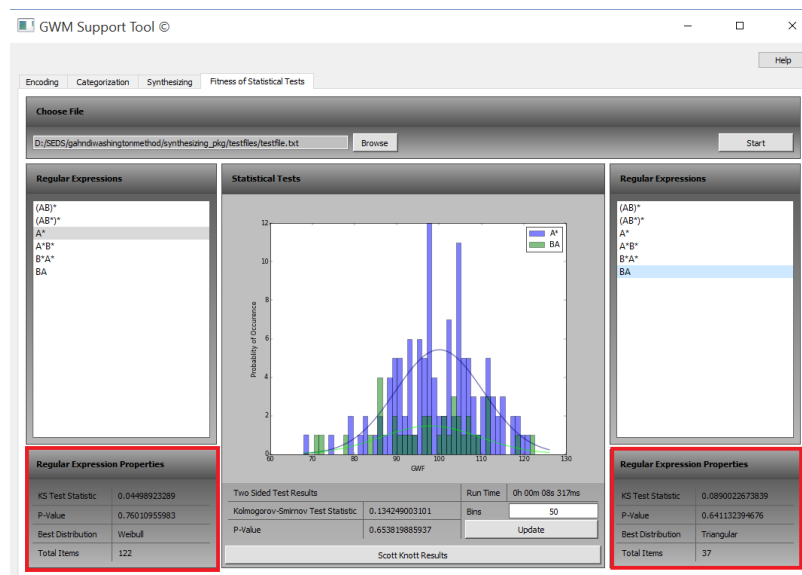 GWM Support Tool ©
Help
Encoding Categorization Synthesizing Fitness of Statistical Tests
Choose File
D:/SEDS/gahndiwashingtonmethod/synthesizing_pkg/testfiles/testfile.txt Browse Start
Regular Expressions
(AB)*
(AB*)*
A*
A*B*
B*A*
BA
Regular Expression Properties
KS Test Statistic 0.04498923289
P-Value 0.76010955983
Best Distribution Weibull
Total Items 122
Statistical Tests
A*
BA
Probablity of Occurence
12
10
8
6
4
2
0
60 70 80 90 100 110 120 130
GWF
Two Sided Test Results Run Time 0h 00m 08s 317ms
Kolmogorov-Smirnov Test Statistic 0.134249003101 Bins 50
P-Value 0.653819885937 Update
Scott Knott Results
Regular Expressions
(AB)*
(AB*)*
A*
A*B*
B*A*
BA
Regular Expression Properties
KS Test Statistic 0.0890022673839
P-Value 0.641132394676
Best Distribution Triangular
Total Items 37